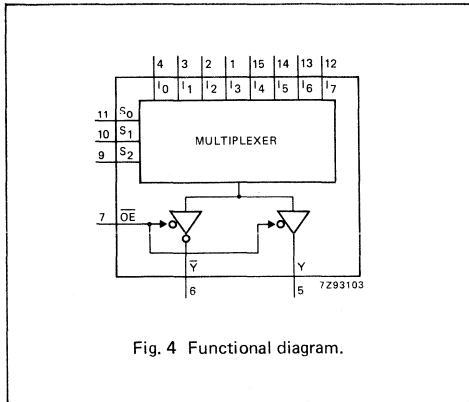 4 3 2 1 15 14 13 12
I0 I1 I2 I3 I4 I5 I6 I7
11 S0
10 S1
9 S2
MULTIPLEXER
7 O̅E̅
Y̅ Y
6 5
7Z93103
Fig. 4 Functional diagram.